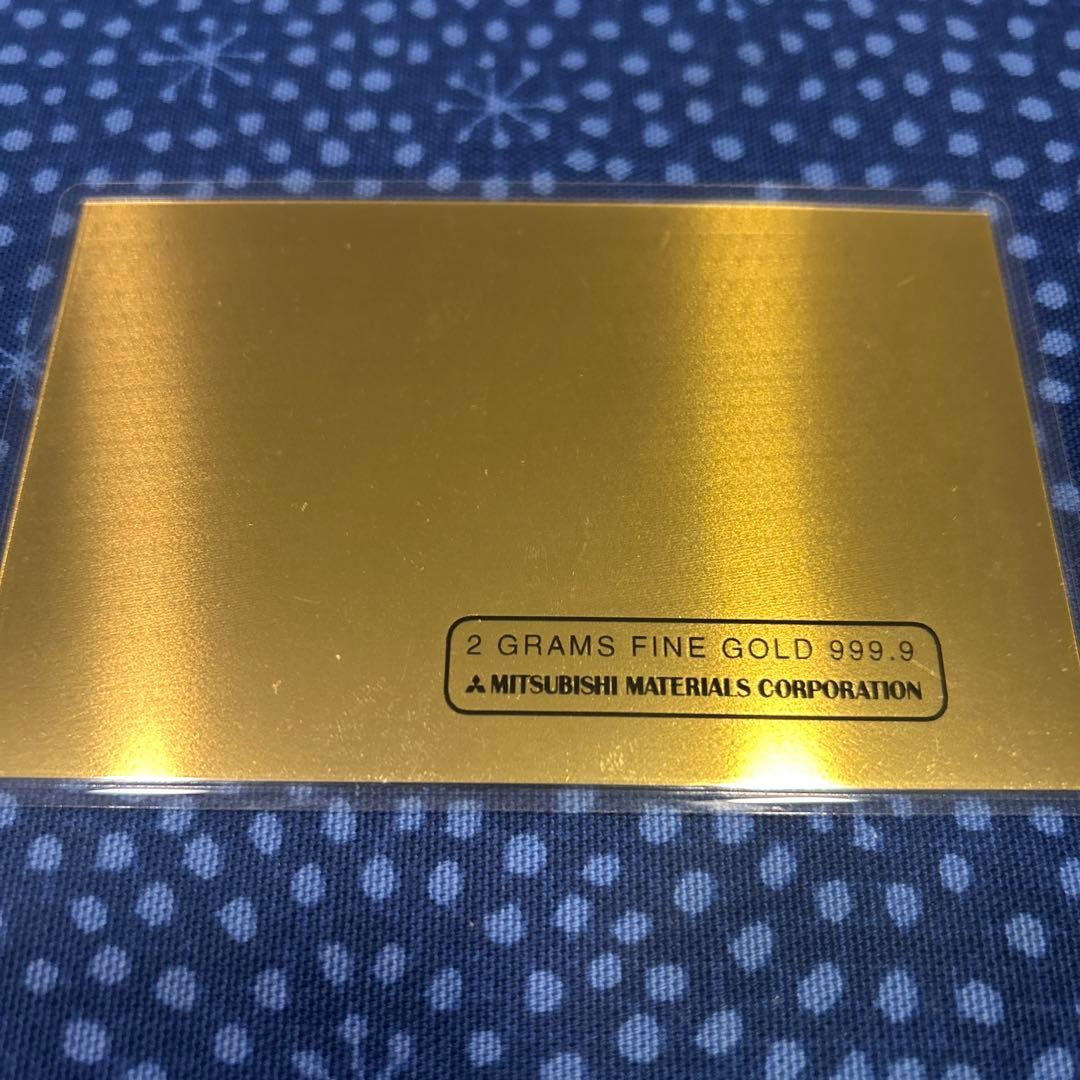 2 GRAMS FINE GOLD 999.9
MITSUBISHI MATERIALS CORPORATION